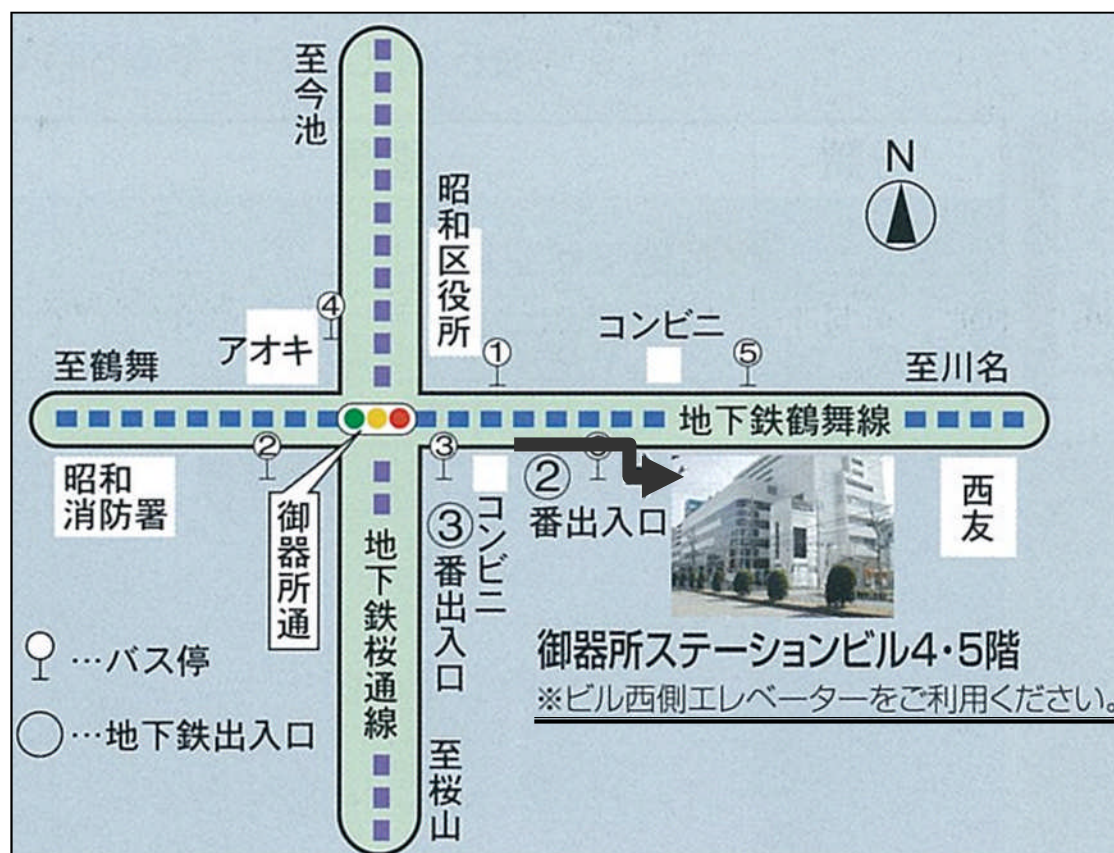 至今池
N
昭和区役所
④
アオキ
①
コンビニ
⑤
至鶴舞
至川名
地下鉄鶴舞線
②
③
昭和
消防署
御器所通
地下鉄桜通線
③番出入口
コンビニ
②
番出入口
西友
御器所ステーションビル4・5階
※ビル西側エレベーターをご利用ください。
…バス停
…地下鉄出入口
至桜山